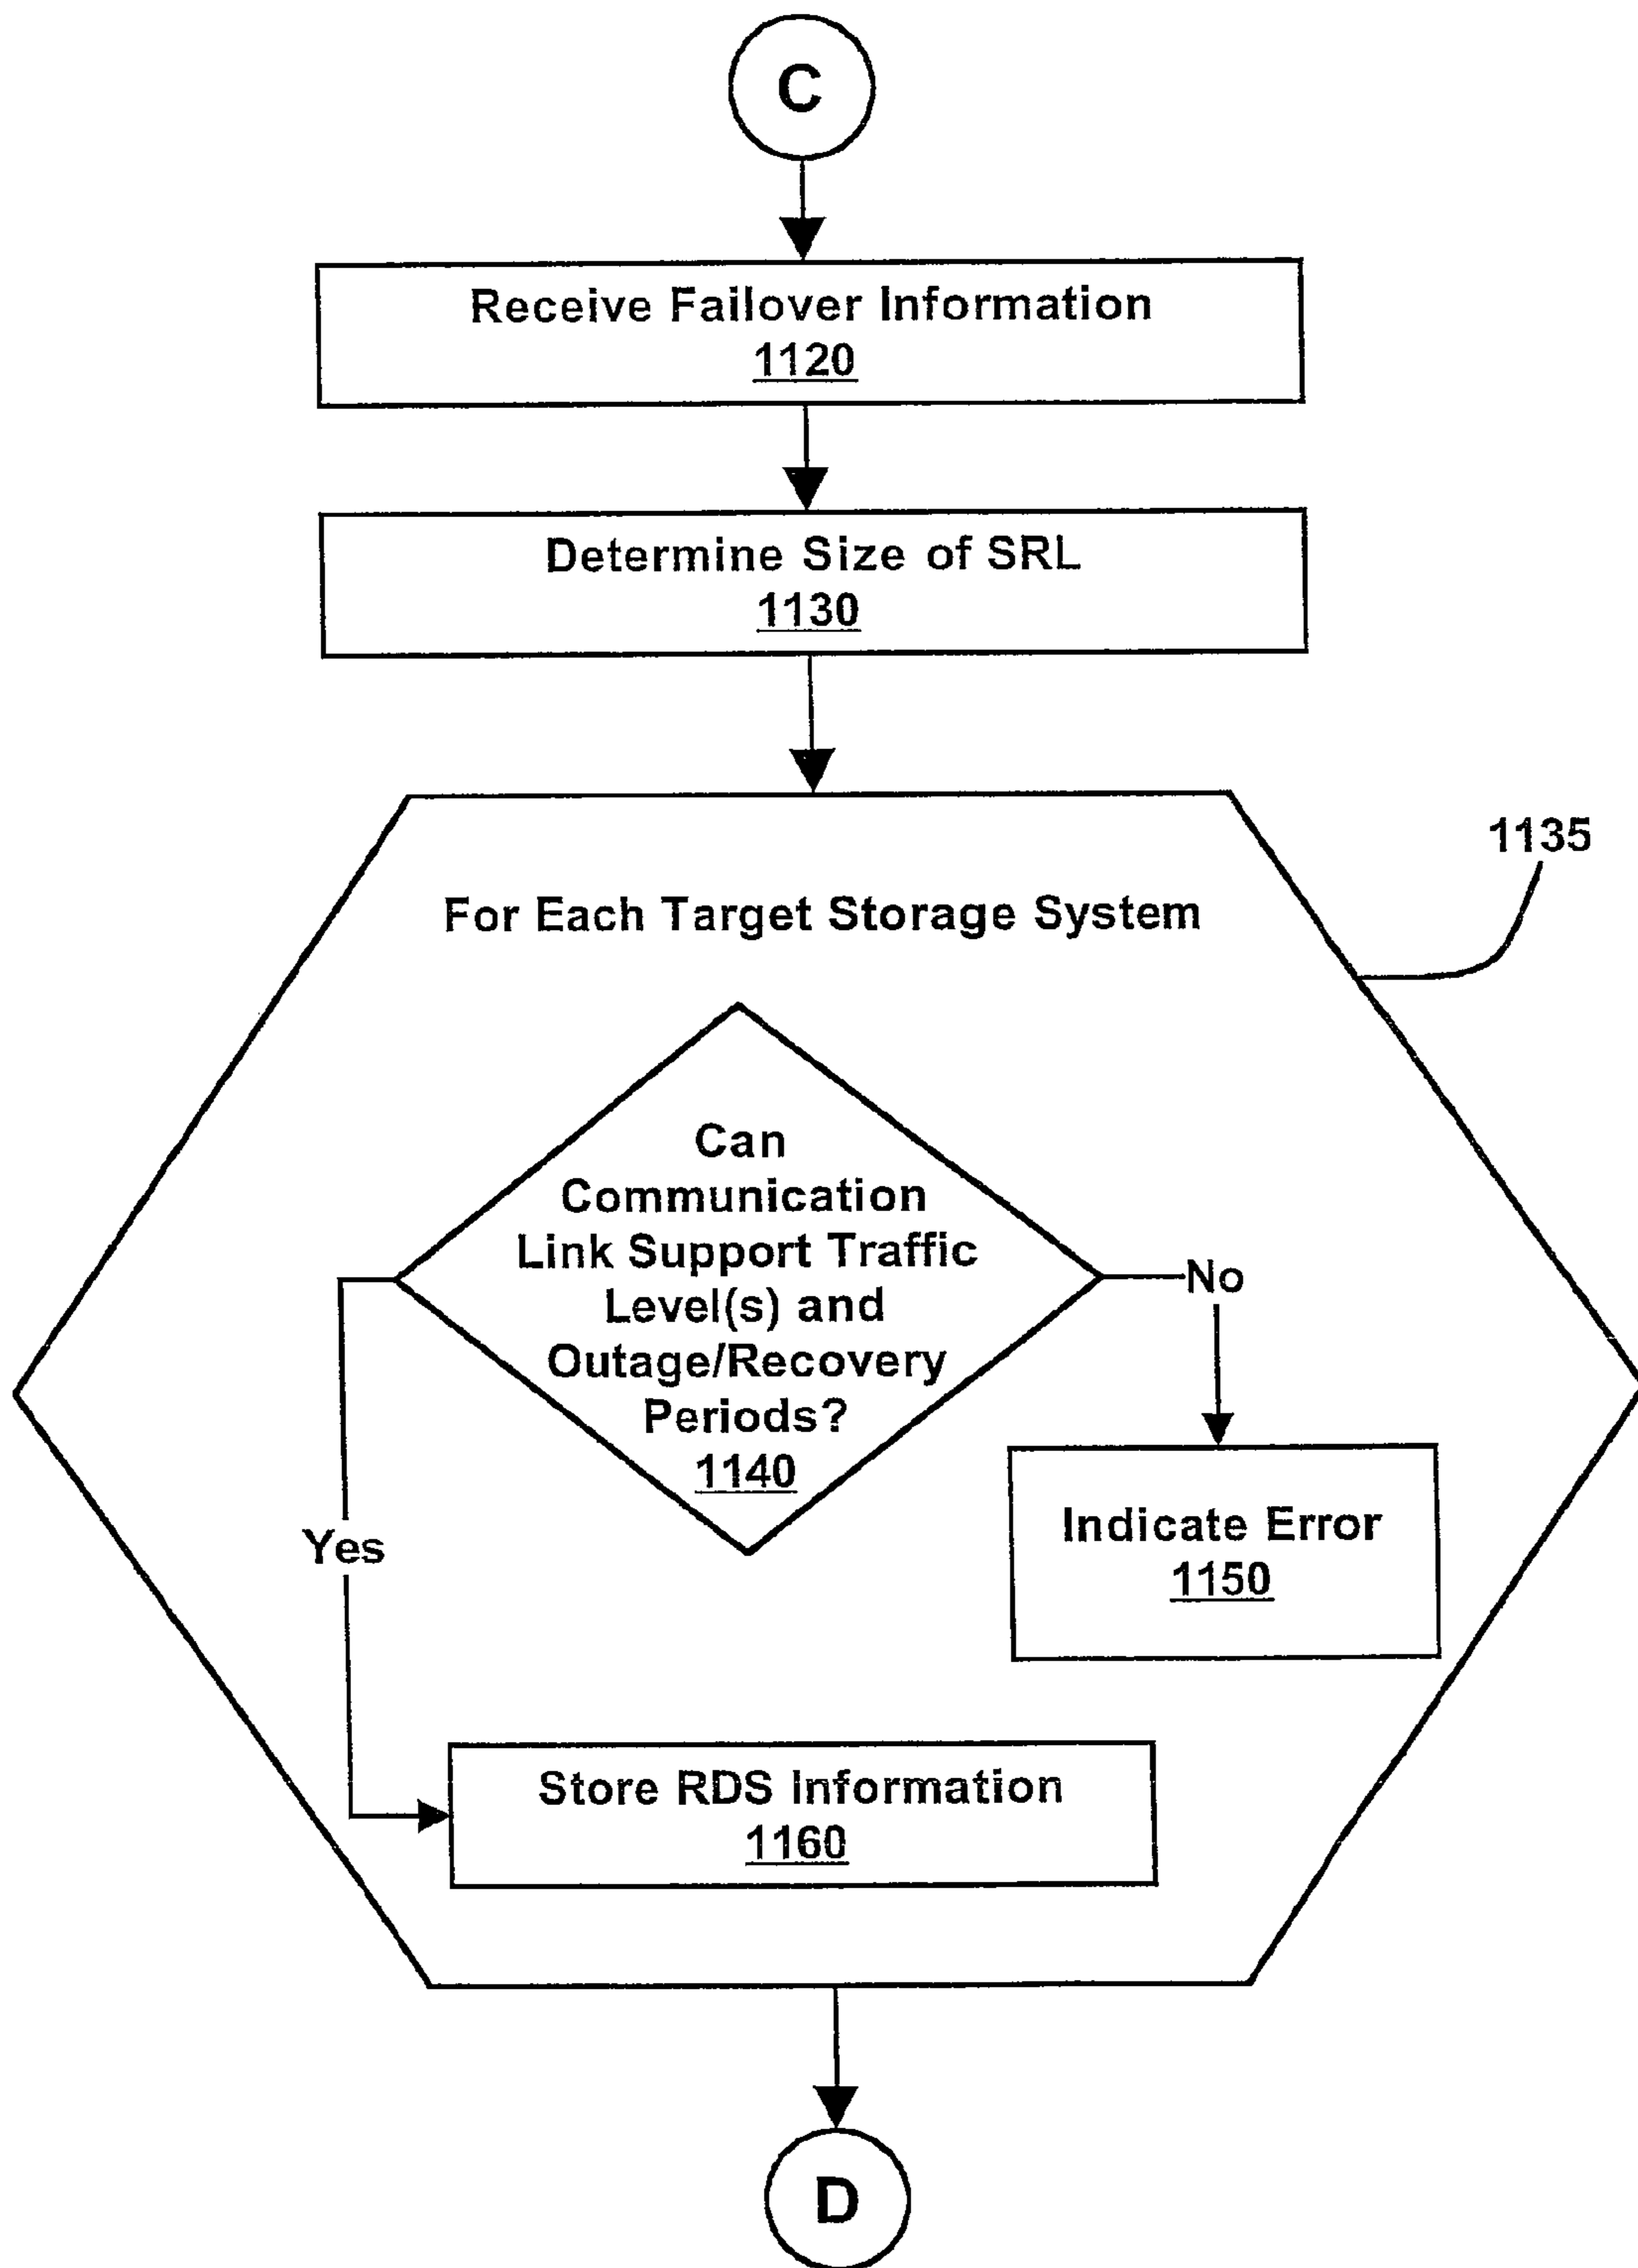 C
Receive Failover Information
1120
Determine Size of SRL
1130
1135
For Each Target Storage System
Can
Communication
Link Support Traffic
Level(s) and
Outage/Recovery
Periods?
1140
No
Yes
Indicate Error
1150
Store RDS Information
1160
D